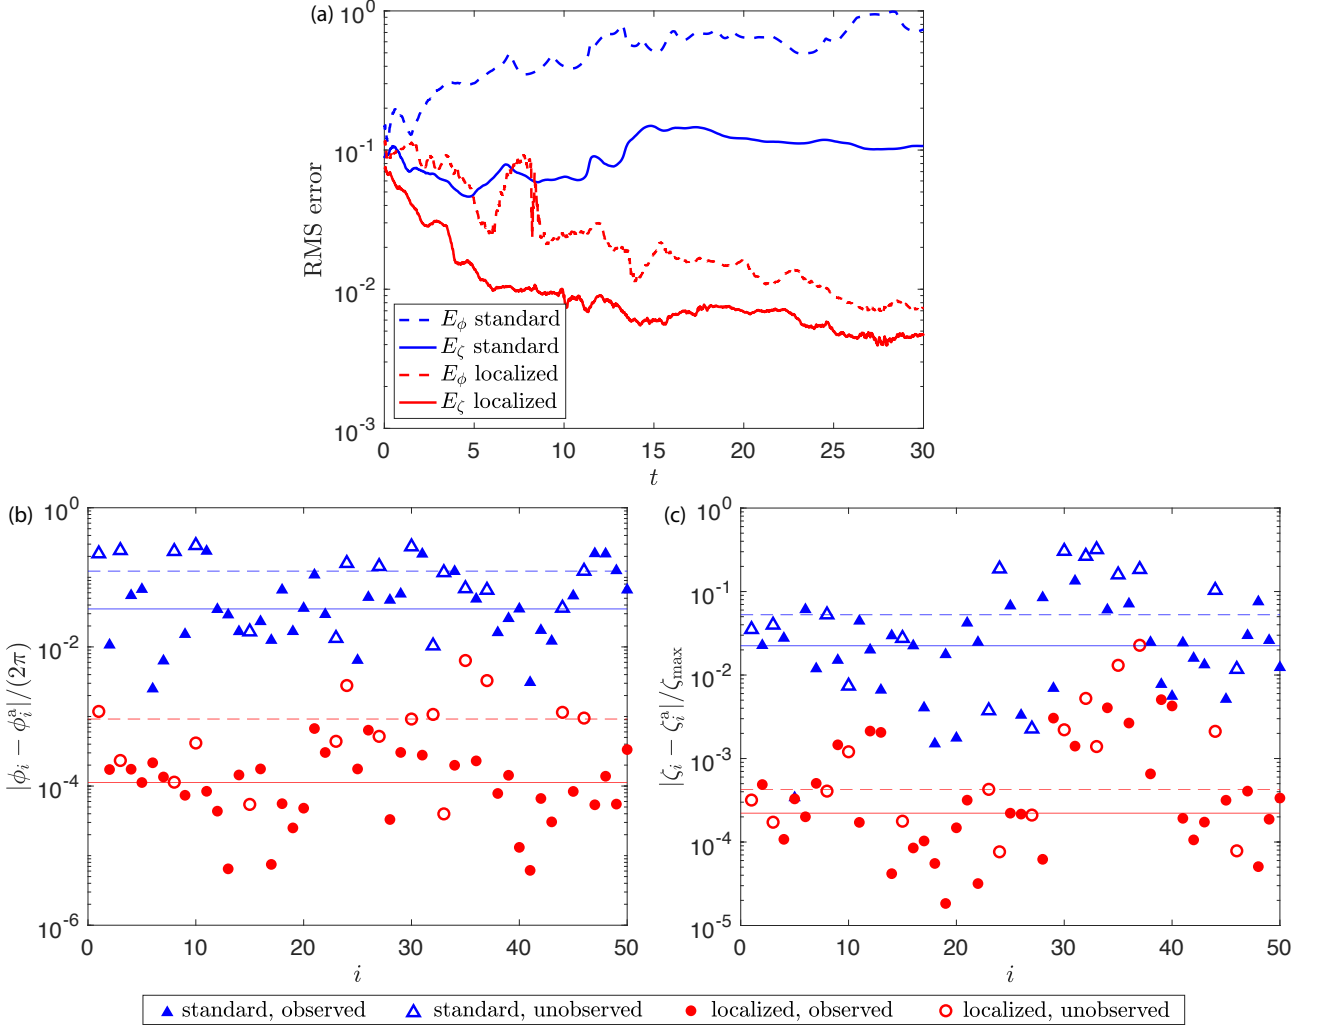 (a)
10^0
10^-1
10^-2
10^-3
RMS error
E_ϕ standard
E_ζ standard
E_ϕ localized
E_ζ localized
0 5 10 15 20 25 30
t
(b)
10^0
10^-2
10^-4
10^-6
|ϕ_i − ϕ_i^a|/(2π)
0 10 20 30 40 50
i
(c)
10^0
10^-1
10^-2
10^-3
10^-4
10^-5
|ζ_i − ζ_i^a|/ζ_max
0 10 20 30 40 50
i
standard, observed standard, unobserved localized, observed localized, unobserved